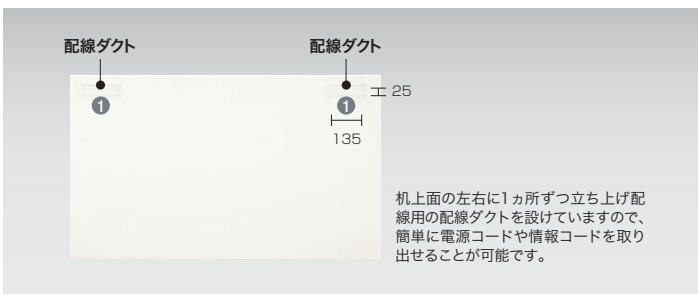 配線ダクト 配線ダクト
1 1
25
135
机上面の左右に1ヵ所ずつ立ち上げ配
線用の配線ダクトを設けていますので、
簡単に電源コードや情報コードを取り
出せることが可能です。